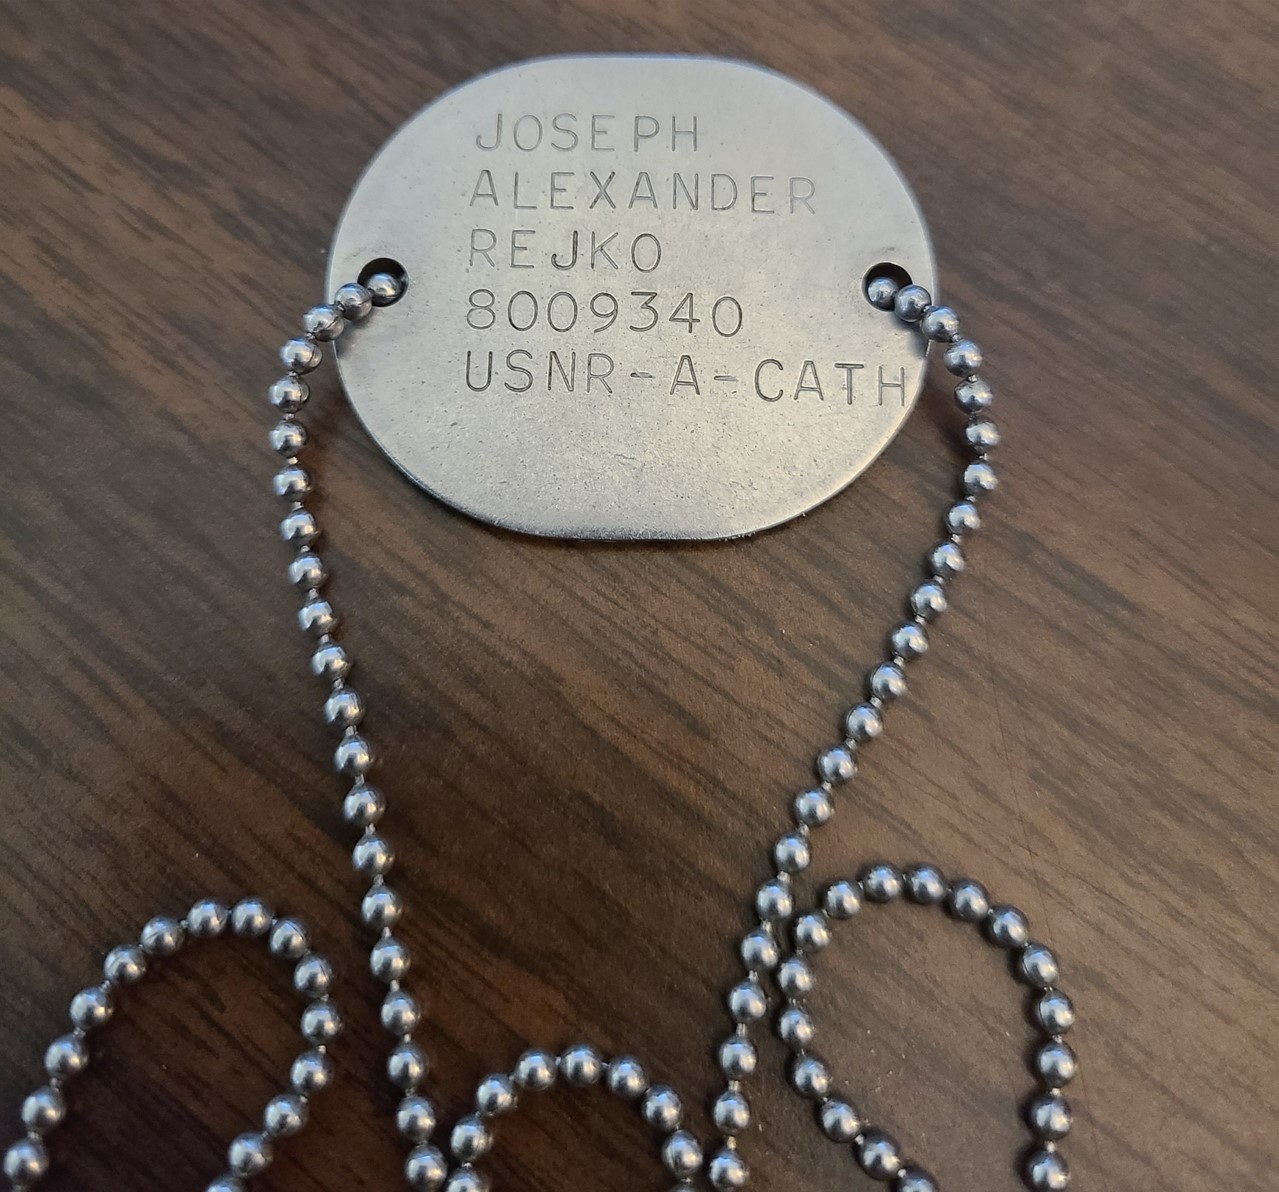 JOSEPH
ALEXANDER
REJKO
8009340
USNR-A-CATH